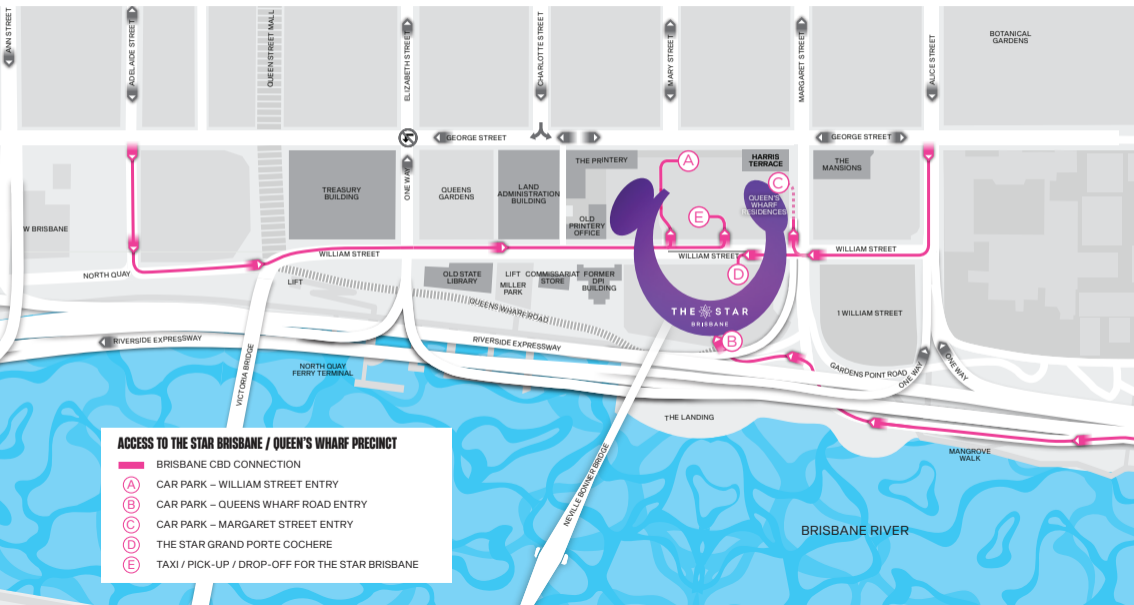 ANN STREET
ADELAIDE STREET
QUEEN STREET MALL
ELIZABETH STREET
CHARLOTTE STREET
MARY STREET
MARGARET STREET
ALICE STREET
BOTANICAL
GARDENS
GEORGE STREET
GEORGE STREET
THE PRINTERY
A
HARRIS
TERRACE
THE
MANSIONS
C
TREASURY
BUILDING
ONE WAY
QUEENS
GARDENS
LAND
ADMINISTRATION
BUILDING
OLD
PRINTERY
OFFICE
E
QUEEN'S
WHARF
RESIDENCES
W BRISBANE
WILLIAM STREET
WILLIAM STREET
WILLIAM STREET
NORTH QUAY
LIFT
OLD STATE
LIBRARY
LIFT
MILLER
PARK
COMMISSARIAT
STORE
FORMER
DPI
BUILDING
D
QUEENS WHARF ROAD
THE STAR
BRISBANE
1 WILLIAM STREET
RIVERSIDE EXPRESSWAY
RIVERSIDE EXPRESSWAY
B
NORTH QUAY
FERRY TERMINAL
VICTORIA BRIDGE
GARDENS POINT ROAD
ONE WAY
ONE WAY
THE LANDING
MANGROVE
WALK
NEVILLE BONNER BRIDGE
BRISBANE RIVER
ACCESS TO THE STAR BRISBANE / QUEEN'S WHARF PRECINCT
BRISBANE CBD CONNECTION
A CAR PARK – WILLIAM STREET ENTRY
B CAR PARK – QUEENS WHARF ROAD ENTRY
C CAR PARK – MARGARET STREET ENTRY
D THE STAR GRAND PORTE COCHERE
E TAXI / PICK-UP / DROP-OFF FOR THE STAR BRISBANE